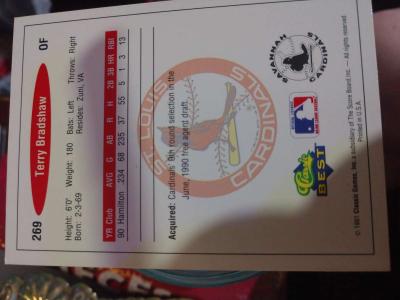 269
Terry Bradshaw
OF
Height: 6'0" Weight: 180 Bats: Left Throws: Right
Born: 2-3-69 Resides: Zuni, VA
YR Club AVG G AB R H 2B 3B HR RBI
90 Hamilton .234 68 235 37 55 5 1 3 13
ST. LOUIS
CARDINALS
Acquired: Cardinals' 9th round selection in the
June, 1990 free agent draft.
SAVANNAH
CARDINALS
Classic
BEST
© 1991 Classic Games, Inc. a subsidiary of The Score Board Inc. — All rights reserved
Printed in U.S.A.